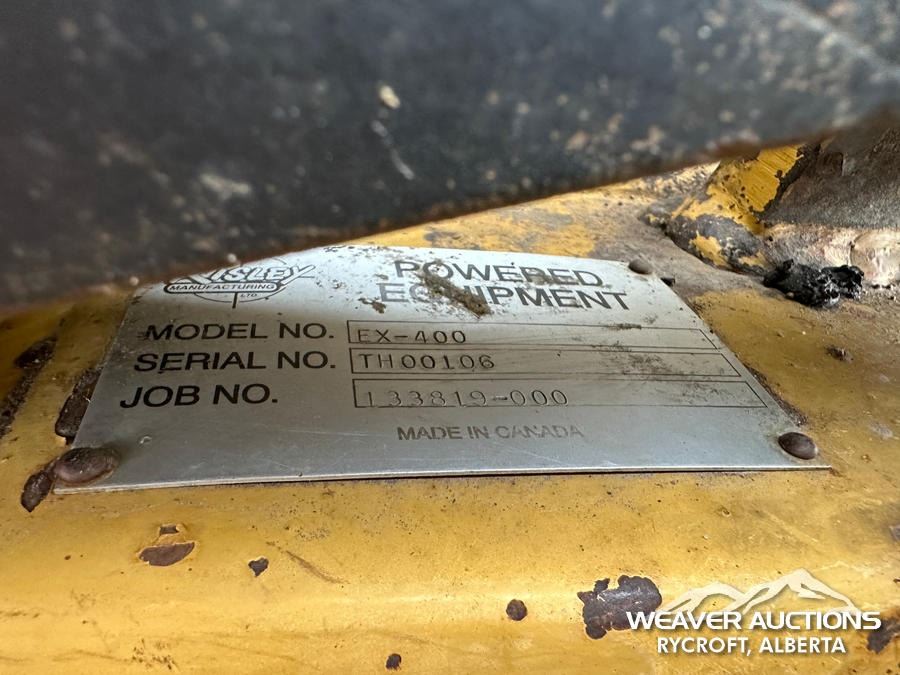 MANUFACTURING
LTD.
POWERED
EQUIPMENT
MODEL NO. EX-400
SERIAL NO. TH00106
JOB NO. 133819-000
MADE IN CANADA
WEAVER AUCTIONS
RYCROFT, ALBERTA